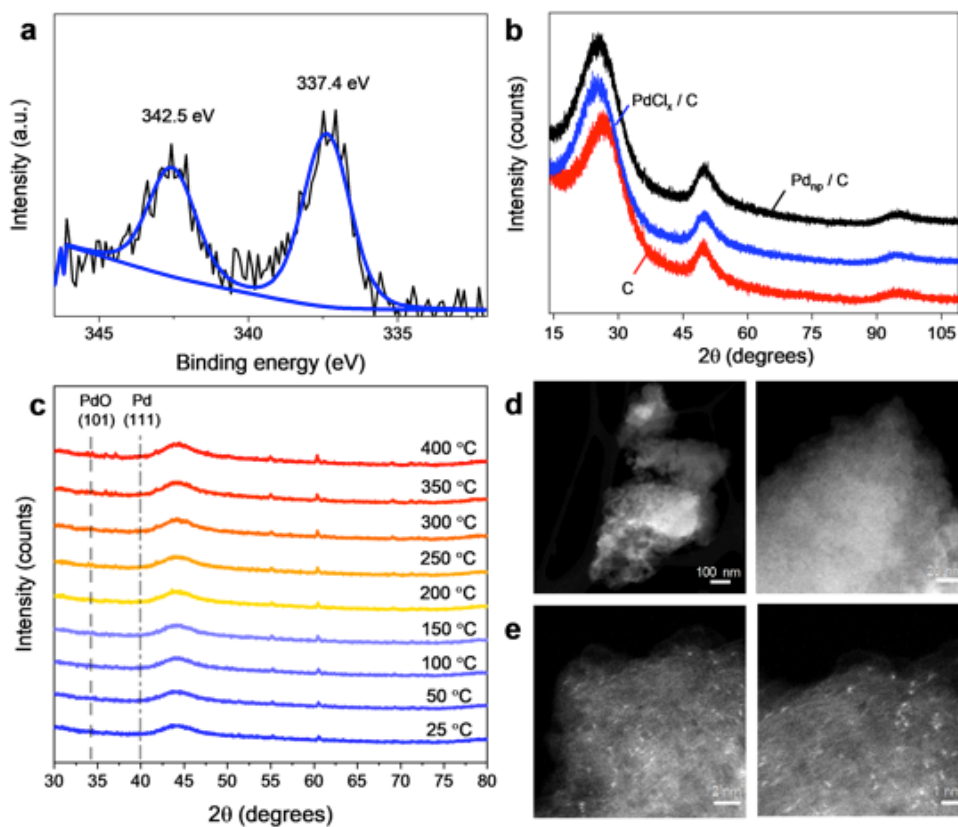 a
342.5 eV
337.4 eV
Intensity (a.u.)
345
340
335
Binding energy (eV)
b
PdClₓ / C
Pdₙₚ / C
C
Intensity (counts)
15
30
45
60
75
90
105
2θ (degrees)
c
PdO
(101)
Pd
(111)
400 °C
350 °C
300 °C
250 °C
200 °C
150 °C
100 °C
50 °C
25 °C
Intensity (counts)
30
35
40
45
50
55
60
65
70
75
80
2θ (degrees)
d
100 nm
e
2 nm
1 nm